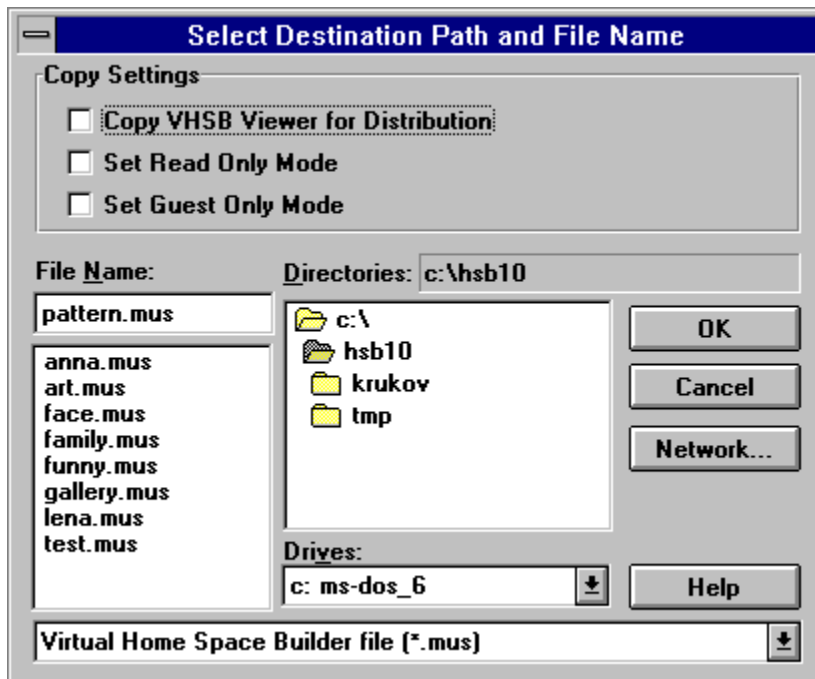 Select Destination Path and File Name
Copy Settings
Copy VHSB Viewer for Distribution
Set Read Only Mode
Set Guest Only Mode
File Name:
pattern.mus
anna.mus
art.mus
face.mus
family.mus
funny.mus
gallery.mus
lena.mus
test.mus
Directories: c:\hsb10
c:\
hsb10
krukov
tmp
Drives:
c: ms-dos_6
OK
Cancel
Network...
Help
Virtual Home Space Builder file (*.mus)